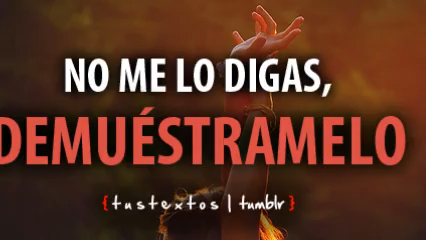 NO ME LO DIGAS,
DEMUÉSTRAMELO
{tustextos | tumblr}